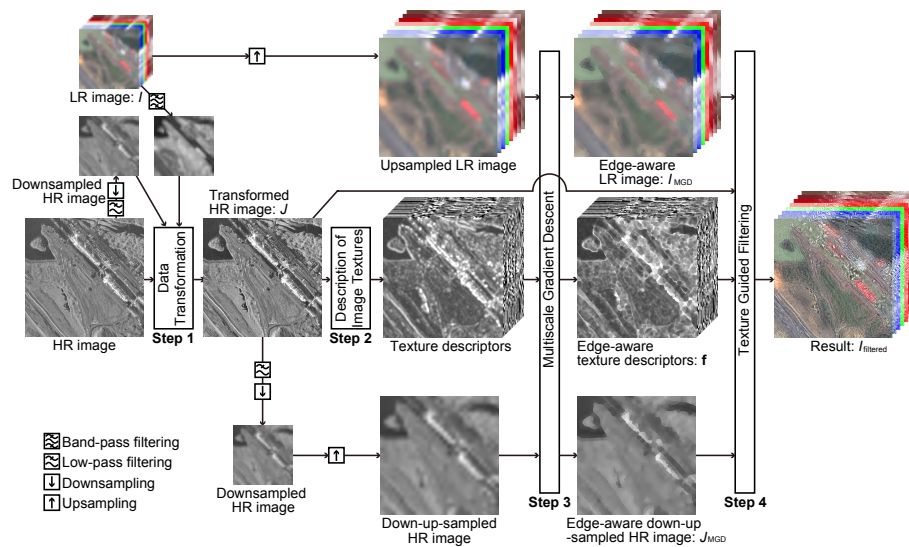 LR image: I
Downsampled
HR image
Transformed
HR image: J
Upsampled LR image
Edge-aware
LR image: I MGD
HR image
Data
Transformation
Step 1
Description of
Image Textures
Step 2
Texture descriptors
Multiscale Gradient Descent
Edge-aware
texture descriptors: f
Texture Guided Filtering
Result: I filtered
Band-pass filtering
Low-pass filtering
Downsampling
Upsampling
Downsampled
HR image
Down-up-sampled
HR image
Step 3
Edge-aware down-up
-sampled HR image: J MGD
Step 4